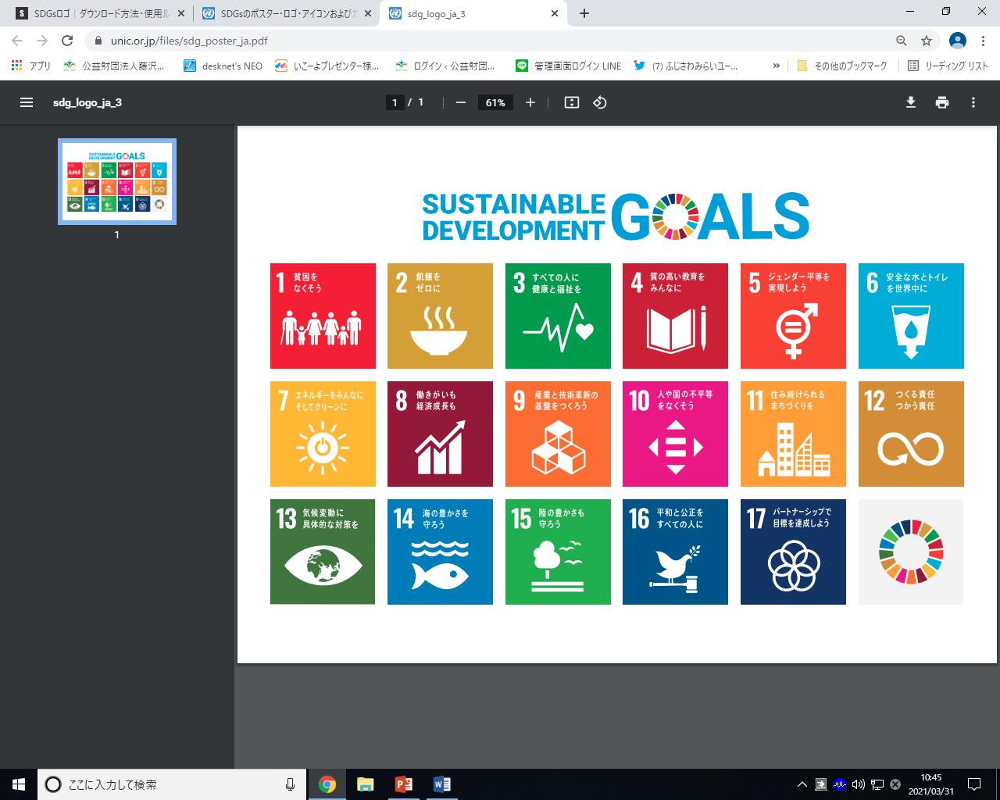 SDGsロゴ｜ダウンロード方法・使用ル
SDGsのポスター・ロゴ・アイコンおよびガ
sdg_logo_ja_3
unic.or.jp/files/sdg_poster_ja.pdf
アプリ
公益財団法人藤沢...
desknet's NEO
いこーよプレゼンター様...
ログイン ‹ 公益財団...
管理画面ログイン LINE
(7) ふじさわみらいユー...
»
その他のブックマーク
リーディング リスト
sdg_logo_ja_3
1 / 1
61%
1
SUSTAINABLE
DEVELOPMENT
GOALS
1 貧困を
なくそう
2 飢餓を
ゼロに
3 すべての人に
健康と福祉を
4 質の高い教育を
みんなに
5 ジェンダー平等を
実現しよう
6 安全な水とトイレ
を世界中に
7 エネルギーをみんなに
そしてクリーンに
8 働きがいも
経済成長も
9 産業と技術革新の
基盤をつくろう
10 人や国の不平等
をなくそう
11 住み続けられる
まちづくりを
12 つくる責任
つかう責任
13 気候変動に
具体的な対策を
14 海の豊かさを
守ろう
15 陸の豊かさも
守ろう
16 平和と公正を
すべての人に
17 パートナーシップで
目標を達成しよう
ここに入力して検索
10:45
2021/03/31